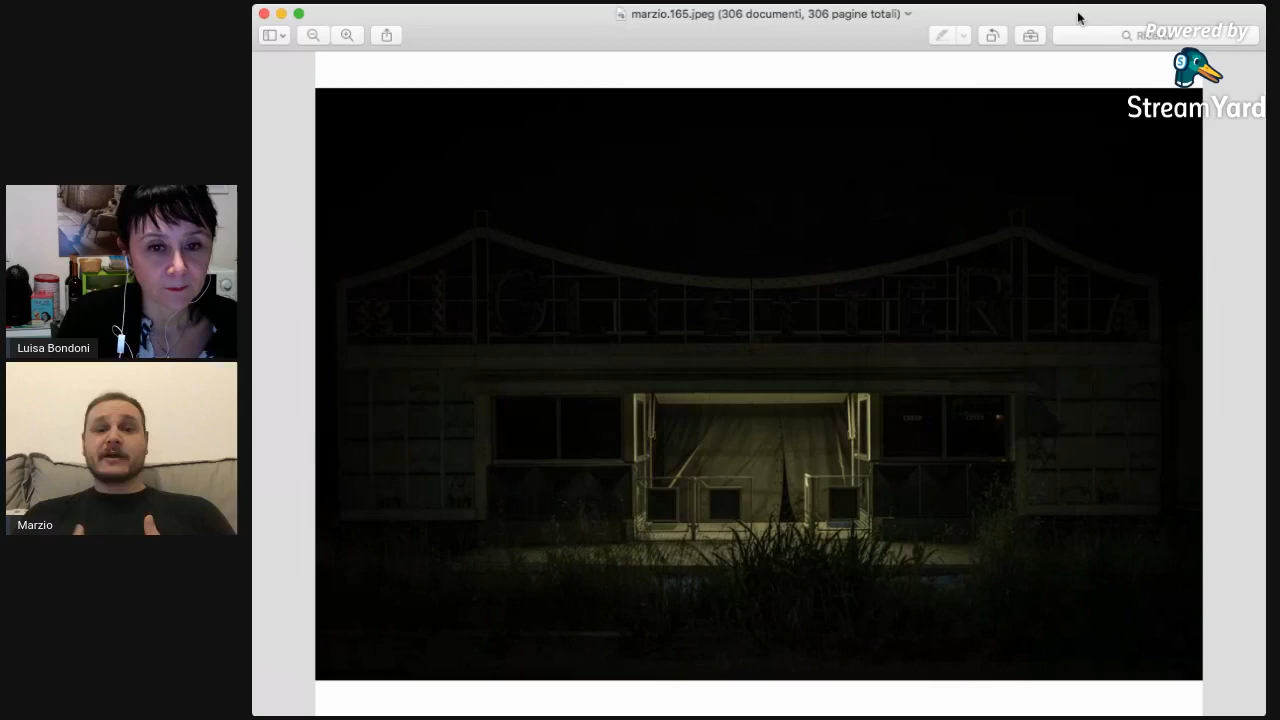 marzio.165.jpeg (306 documenti, 306 pagine totali)
Powered by
StreamYard
Luisa Bondoni
Marzio